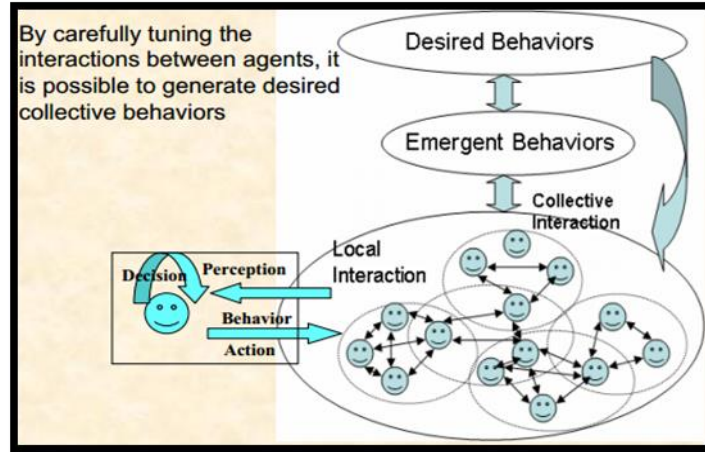 By carefully tuning the
interactions between agents, it
is possible to generate desired
collective behaviors
Desired Behaviors
Emergent Behaviors
Collective
Interaction
Local
Interaction
Decision
Perception
Behavior
Action